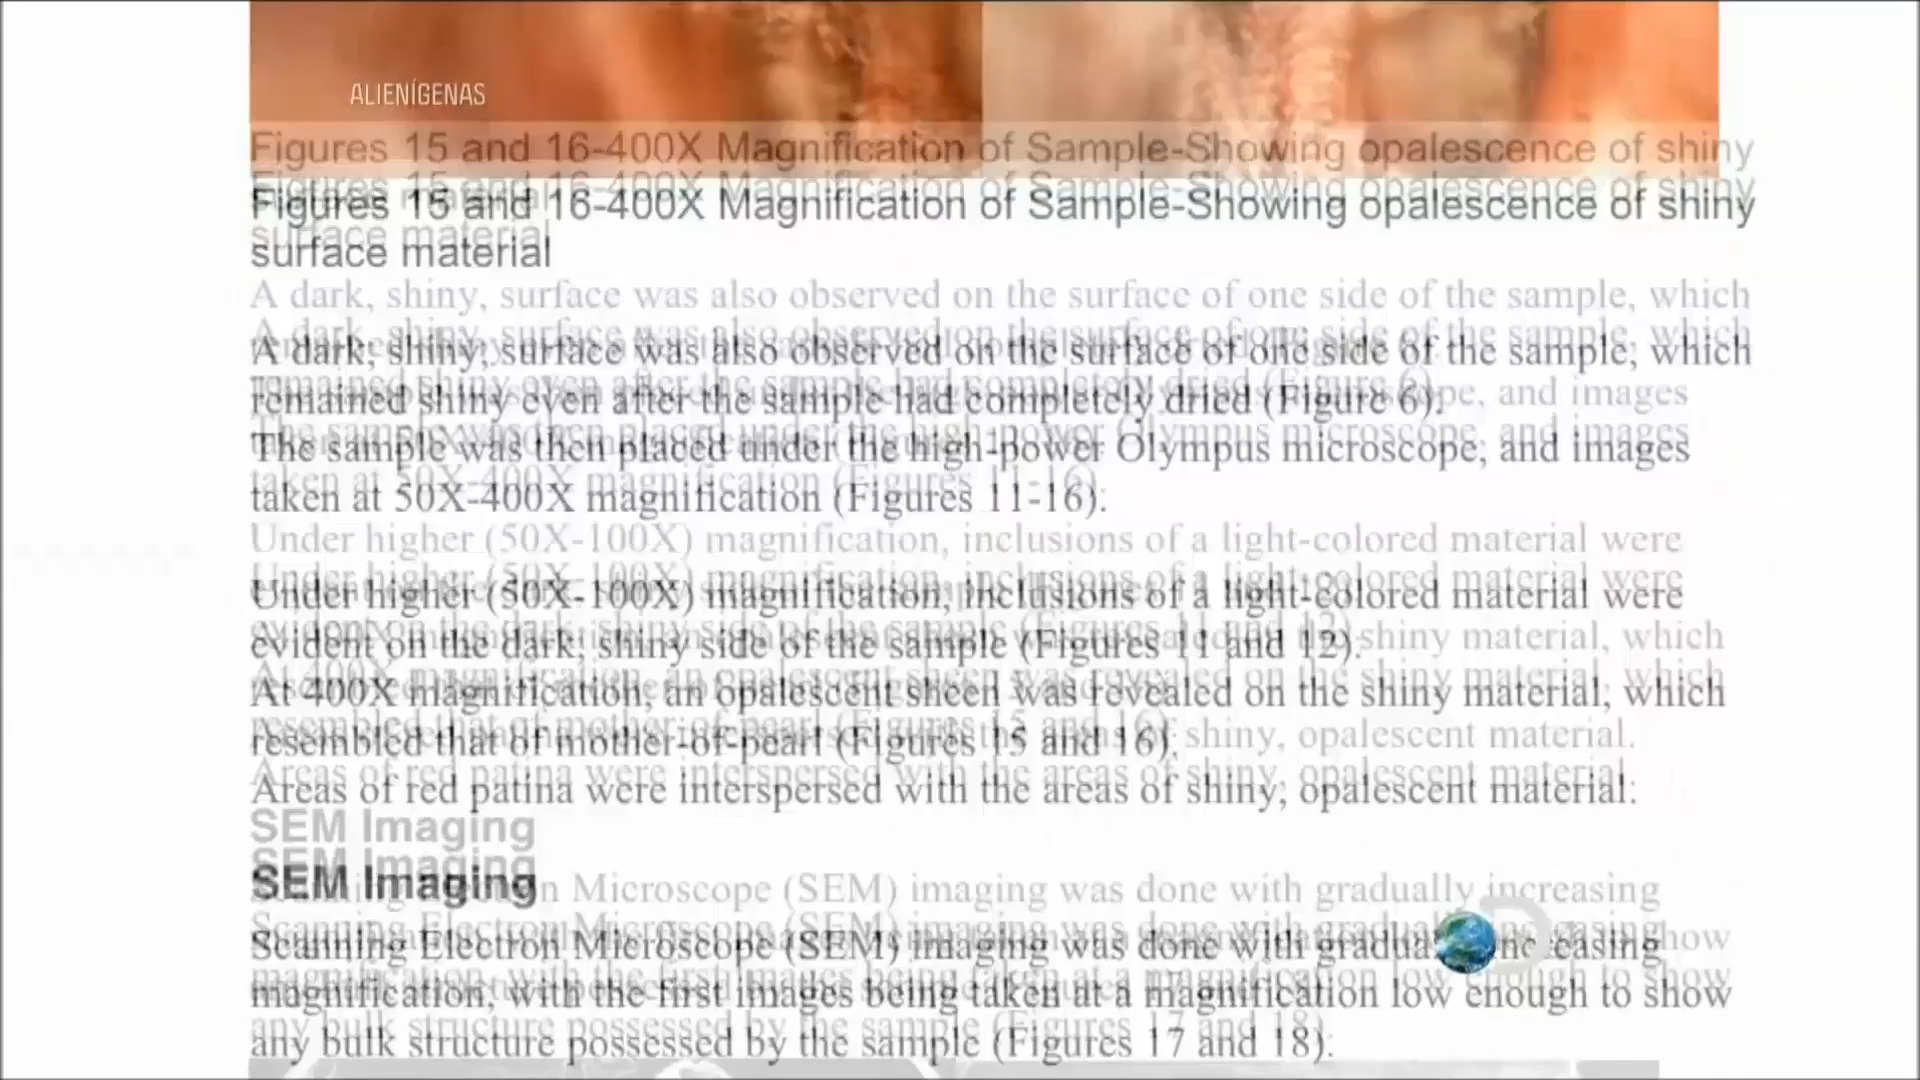 ALIENÍGENAS
Figures 15 and 16-400X Magnification of Sample-Showing opalescence of shiny
surface material
A dark, shiny, surface was also observed on the surface of one side of the sample, which
remained shiny even after the sample had completely dried (Figure 6).
The sample was then placed under the high-power Olympus microscope, and images
taken at 50X-400X magnification (Figures 11-16).
Under higher (50X-100X) magnification, inclusions of a light-colored material were
evident on the dark, shiny side of the sample (Figures 11 and 12).
At 400X magnification, an opalescent sheen was revealed on the shiny material, which
resembled that of mother-of-pearl (Figures 15 and 16).
Areas of red patina were interspersed with the areas of shiny, opalescent material.
SEM Imaging
Scanning Electron Microscope (SEM) imaging was done with gradually increasing
magnification, with the first images being taken at a magnification low enough to show
any bulk structure possessed by the sample (Figures 17 and 18).